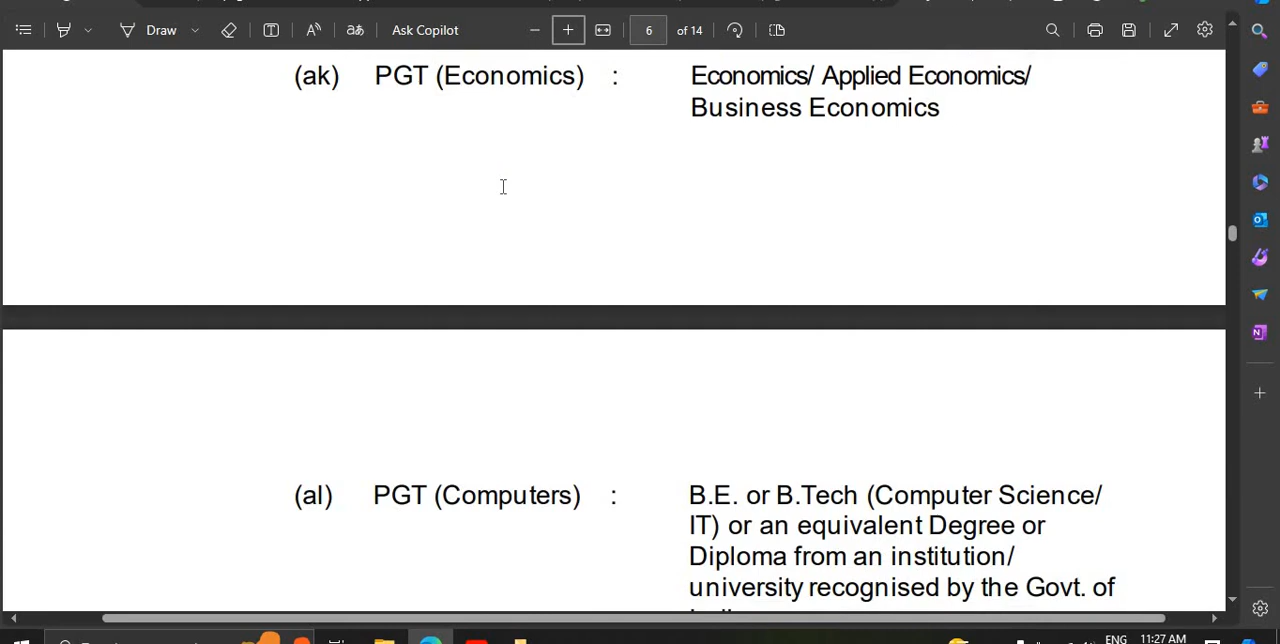 Draw
aあ
Ask Copilot
6 of 14
(ak) PGT (Economics) : Economics/ Applied Economics/
Business Economics
(al) PGT (Computers) : B.E. or B.Tech (Computer Science/
IT) or an equivalent Degree or
Diploma from an institution/
university recognised by the Govt. of
ENG 11:27 AM